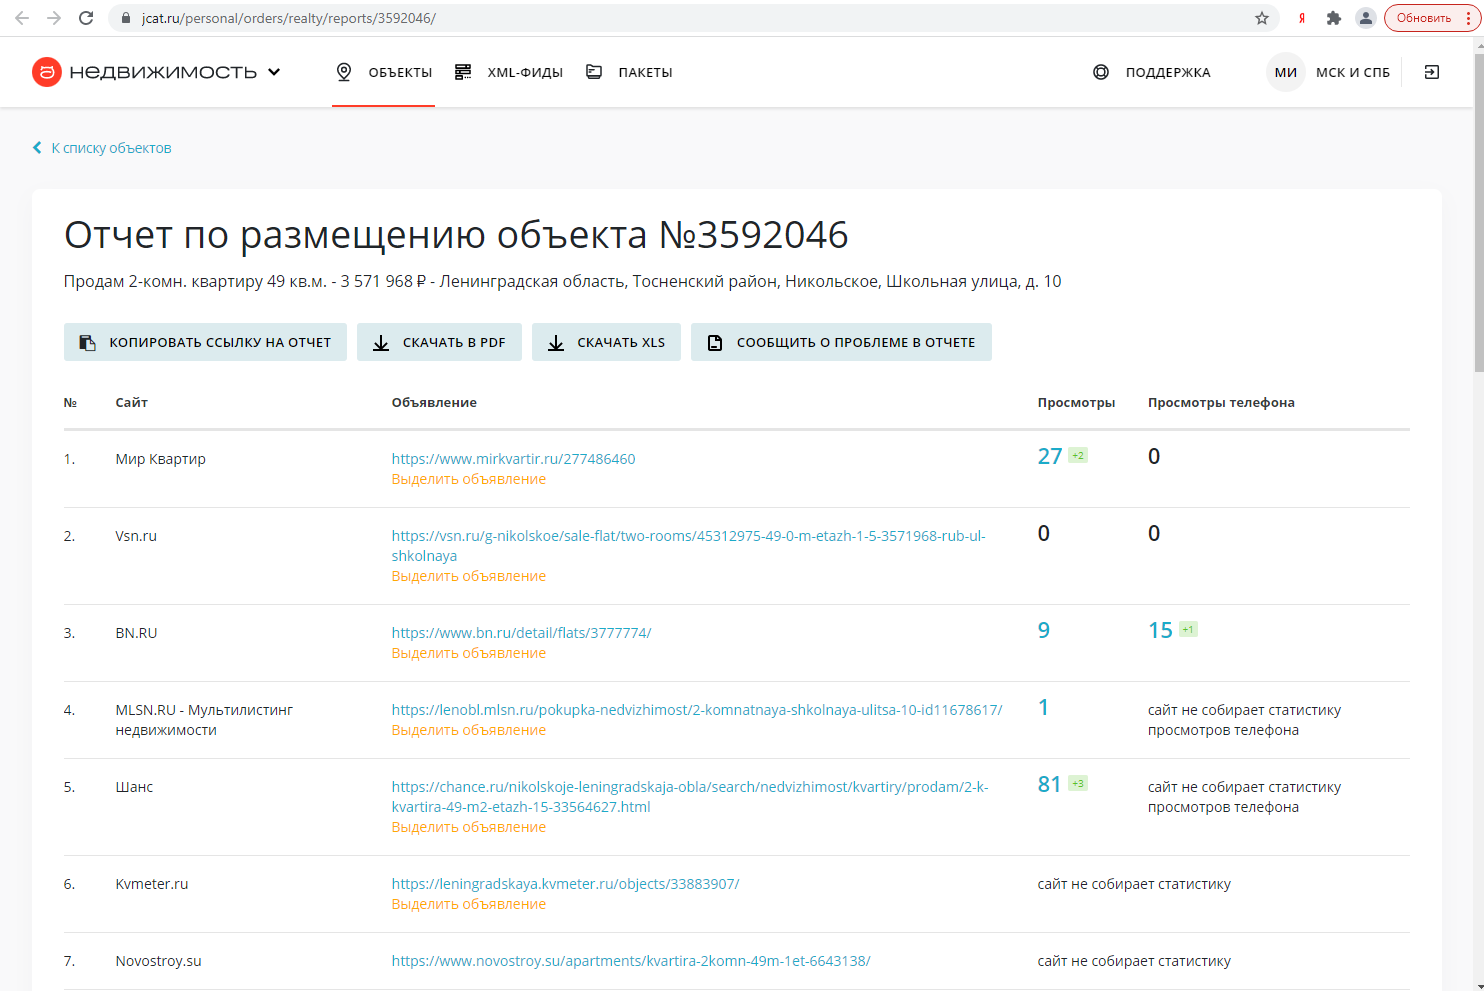 jcat.ru/personal/orders/realty/reports/3592046/
Я
Обновить
недвижимость
ОБЪЕКТЫ
XML-ФИДЫ
ПАКЕТЫ
ПОДДЕРЖКА
МИ
МСК И СПБ
К списку объектов
Отчет по размещению объекта №3592046
Продам 2-комн. квартиру 49 кв.м. - 3 571 968 ₽ - Ленинградская область, Тосненский район, Никольское, Школьная улица, д. 10
КОПИРОВАТЬ ССЫЛКУ НА ОТЧЕТ
СКАЧАТЬ В PDF
СКАЧАТЬ XLS
СООБЩИТЬ О ПРОБЛЕМЕ В ОТЧЕТЕ
№ Сайт Объявление Просмотры Просмотры телефона
1. Мир Квартир https://www.mirkvartir.ru/277486460 27 +2 0
Выделить объявление
2. Vsn.ru https://vsn.ru/g-nikolskoe/sale-flat/two-rooms/45312975-49-0-m-etazh-1-5-3571968-rub-ul- 0 0
shkolnaya
Выделить объявление
3. BN.RU https://www.bn.ru/detail/flats/3777774/ 9 15 +1
Выделить объявление
4. MLSN.RU - Мультилистинг https://lenobl.mlsn.ru/pokupka-nedvizhimost/2-komnatnaya-shkolnaya-ulitsa-10-id11678617/ 1 сайт не собирает статистику
недвижимости Выделить объявление просмотров телефона
5. Шанс https://chance.ru/nikolskoje-leningradskaja-obla/search/nedvizhimost/kvartiry/prodam/2-k- 81 +3 сайт не собирает статистику
kvartira-49-m2-etazh-15-33564627.html просмотров телефона
Выделить объявление
6. Kvmeter.ru https://leningradskaya.kvmeter.ru/objects/33883907/ сайт не собирает статистику
Выделить объявление
7. Novostroy.su https://www.novostroy.su/apartments/kvartira-2komn-49m-1et-6643138/ сайт не собирает статистику